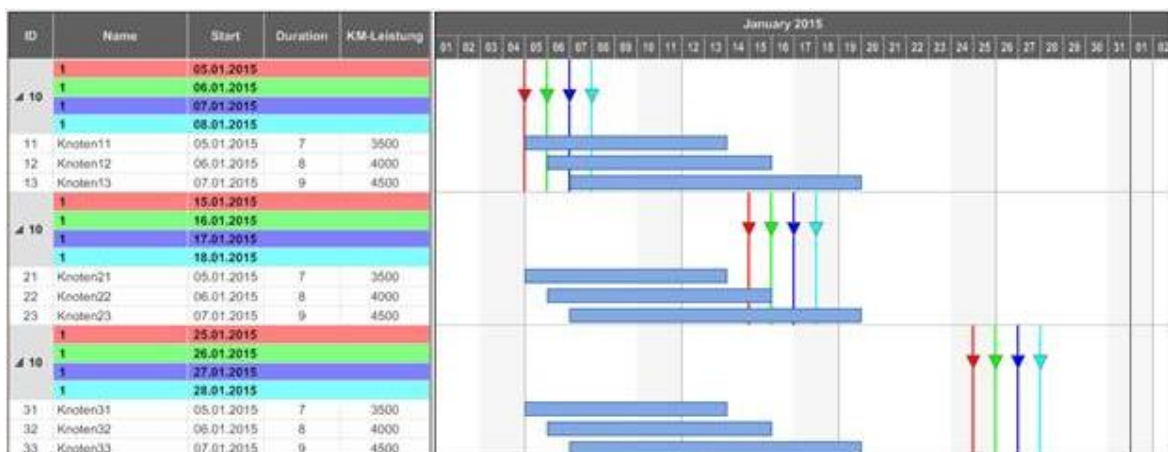 January 2015
ID Name Start Duration KM-Leistung
01 02 03 04 05 06 07 08 09 10 11 12 13 14 15 16 17 18 19 20 21 22 23 24 25 26 27 28 29 30 31 01 02
1 05.01.2015
1 06.01.2015
10
1 07.01.2015
1 08.01.2015
11 Knoten11 05.01.2015 7 3500
12 Knoten12 06.01.2015 8 4000
13 Knoten13 07.01.2015 9 4500
1 15.01.2015
1 16.01.2015
10
1 17.01.2015
1 18.01.2015
21 Knoten21 05.01.2015 7 3500
22 Knoten22 06.01.2015 8 4000
23 Knoten23 07.01.2015 9 4500
1 25.01.2015
1 26.01.2015
10
1 27.01.2015
1 28.01.2015
31 Knoten31 05.01.2015 7 3500
32 Knoten32 06.01.2015 8 4000
33 Knoten33 07.01.2015 9 4500